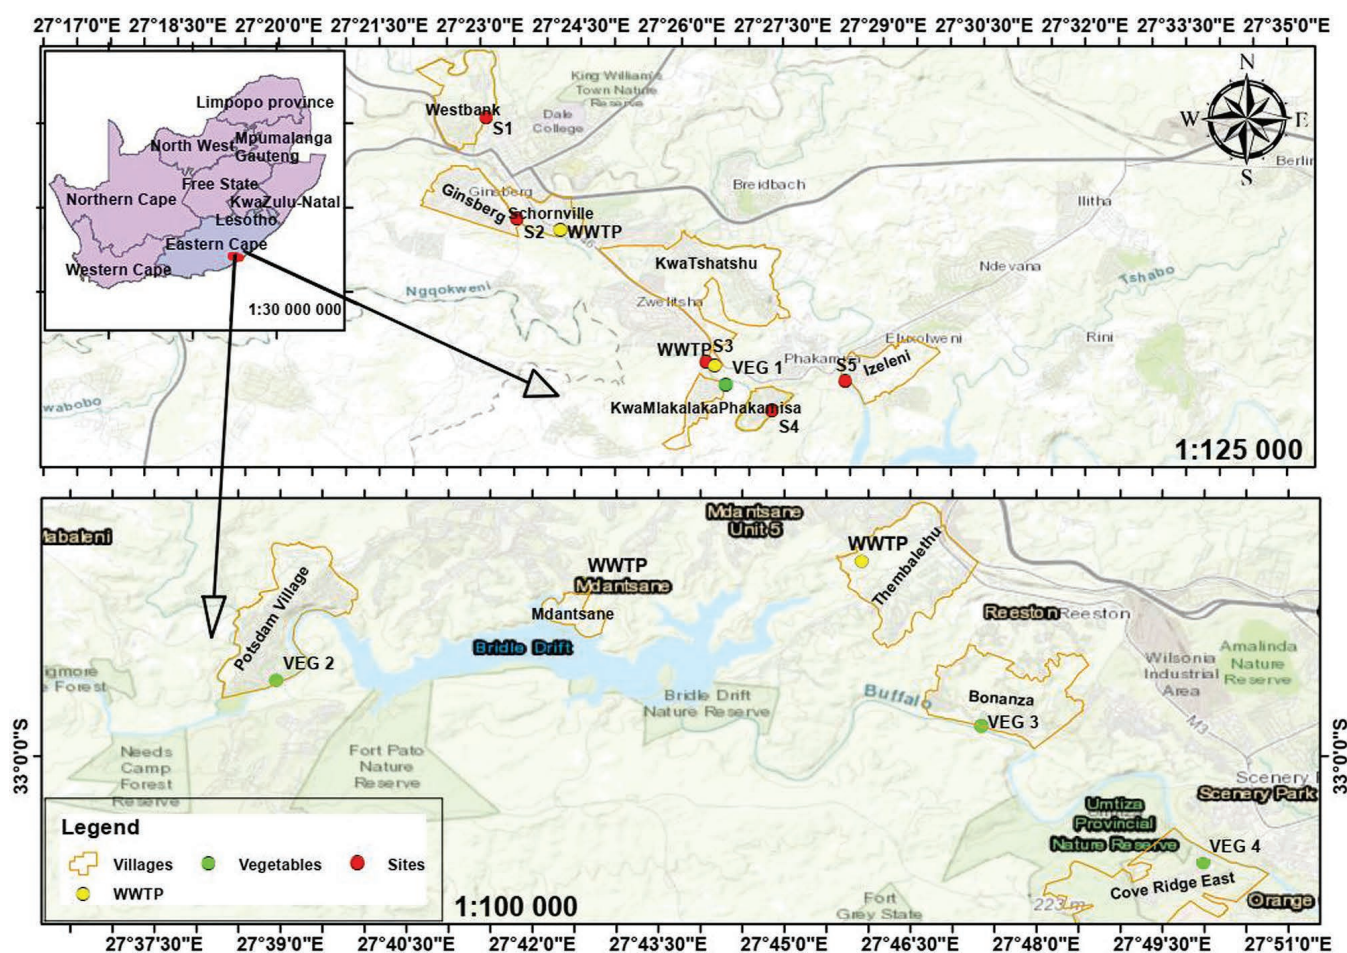 27°17'0"E 27°18'30"E 27°20'0"E 27°21'30"E 27°23'0"E 27°24'30"E 27°26'0"E 27°27'30"E 27°29'0"E 27°30'30"E 27°32'0"E 27°33'30"E 27°35'0"E
Limpopo province
North West
Mpumalanga
Gauteng
Free State
Northern Cape
KwaZulu-Natal
Lesotho
Eastern Cape
Western Cape
1:30 000 000
King William's
Town Nature
Reserve
Dale
College
Westbank
S1
N
W E
S
Berlin
Breidbach
Ilitha
Ginsberg
Ginsberg
Schornville
S2
WWTP
KwaTshatshu
Ndevana
Tshabo
Ngqokweni
Zwelitsha
Rini
WWTP
S3
VEG 1
Eluxolweni
S5
Izeleni
KwaMlakalaka
Phakamisa
S4
wabobo
1:125 000
Mdantsane
Unit 5
WWTP
Thembalethu
WWTP
Mdantsane
Mdantsane
Reeston
Reeston
Potsdam Village
VEG 2
Bridle Drift
Amalinda
Nature
Reserve
Wilsonia
Industrial
Area
Bridle Drift
Nature Reserve
Buffalo
Bonanza
VEG 3
M3
igmore
e Forest
33°0'0"S
33°0'0"S
Needs
Camp
Forest
Reserve
Fort Pato
Nature
Reserve
Scenery
Scenery Park
Umtiza
Provincial
Nature Reserve
VEG 4
Cove Ridge East
223 m
Orange
Fort
Grey State
Legend
Villages
Vegetables
Sites
WWTP
1:100 000
27°37'30"E 27°39'0"E 27°40'30"E 27°42'0"E 27°43'30"E 27°45'0"E 27°46'30"E 27°48'0"E 27°49'30"E 27°51'0"E